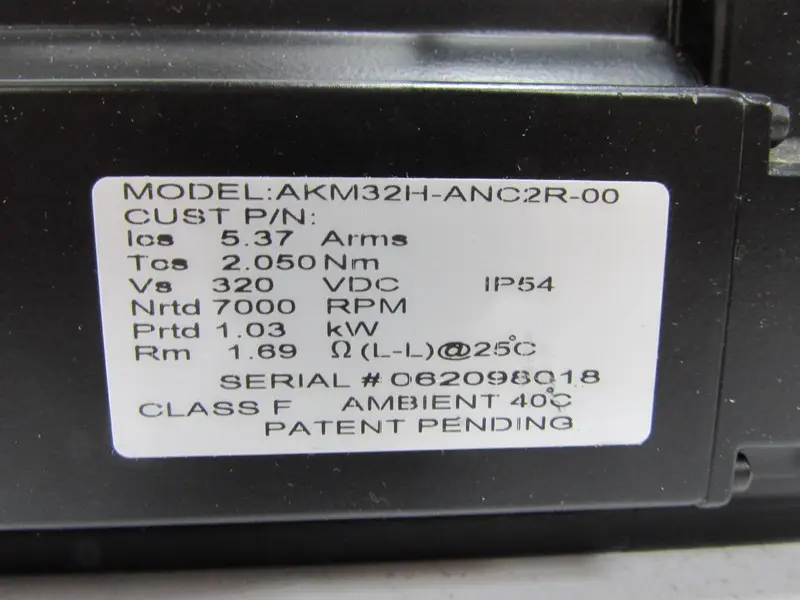 MODEL:AKM32H-ANC2R-00
CUST P/N:
Ics 5.37 Arms
Tcs 2.050 Nm
Vs 320 VDC IP54
Nrtd 7000 RPM
Prtd 1.03 kW
Rm 1.69 Ω (L-L)@25°C
SERIAL # 062098018
CLASS F AMBIENT 40°C
PATENT PENDING